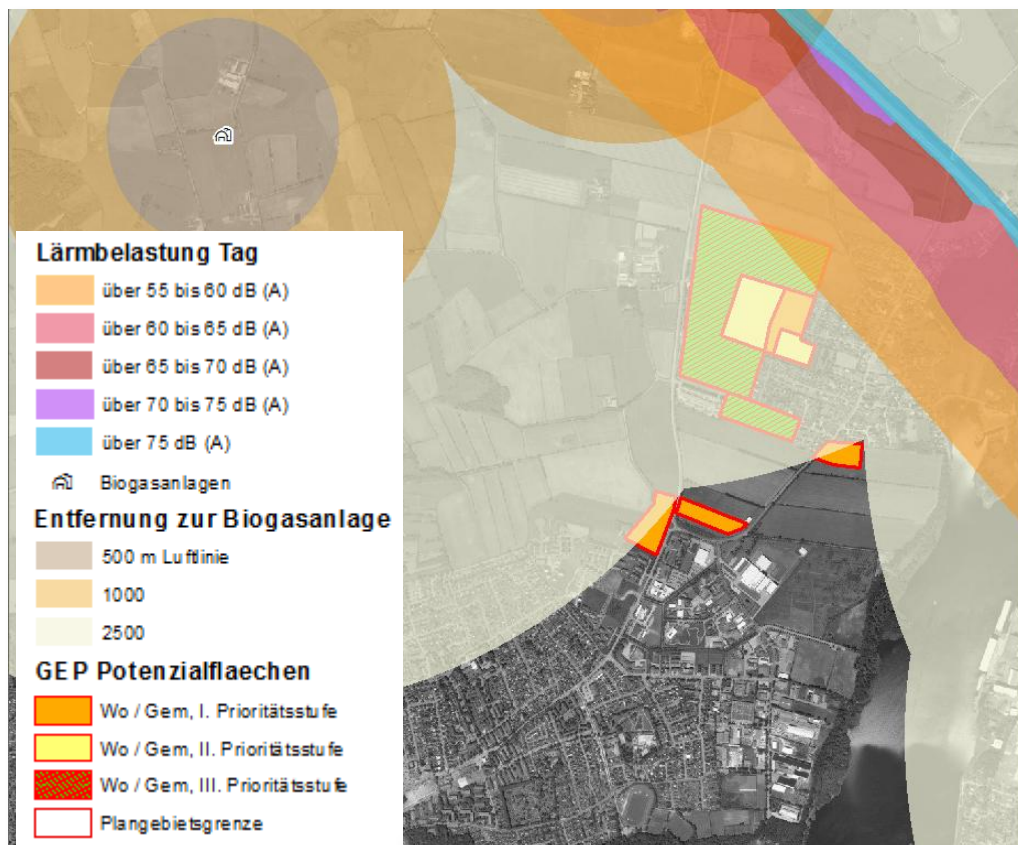 Lärmbelastung Tag
über 55 bis 60 dB (A)
über 60 bis 65 dB (A)
über 65 bis 70 dB (A)
über 70 bis 75 dB (A)
über 75 dB (A)
Biogasanlagen
Entfernung zur Biogasanlage
500 m Luftlinie
1000
2500
GEP Potenzialflaechen
Wo / Gem, I. Prioritätsstufe
Wo / Gem, II. Prioritätsstufe
Wo / Gem, III. Prioritätsstufe
Plangebietsgrenze